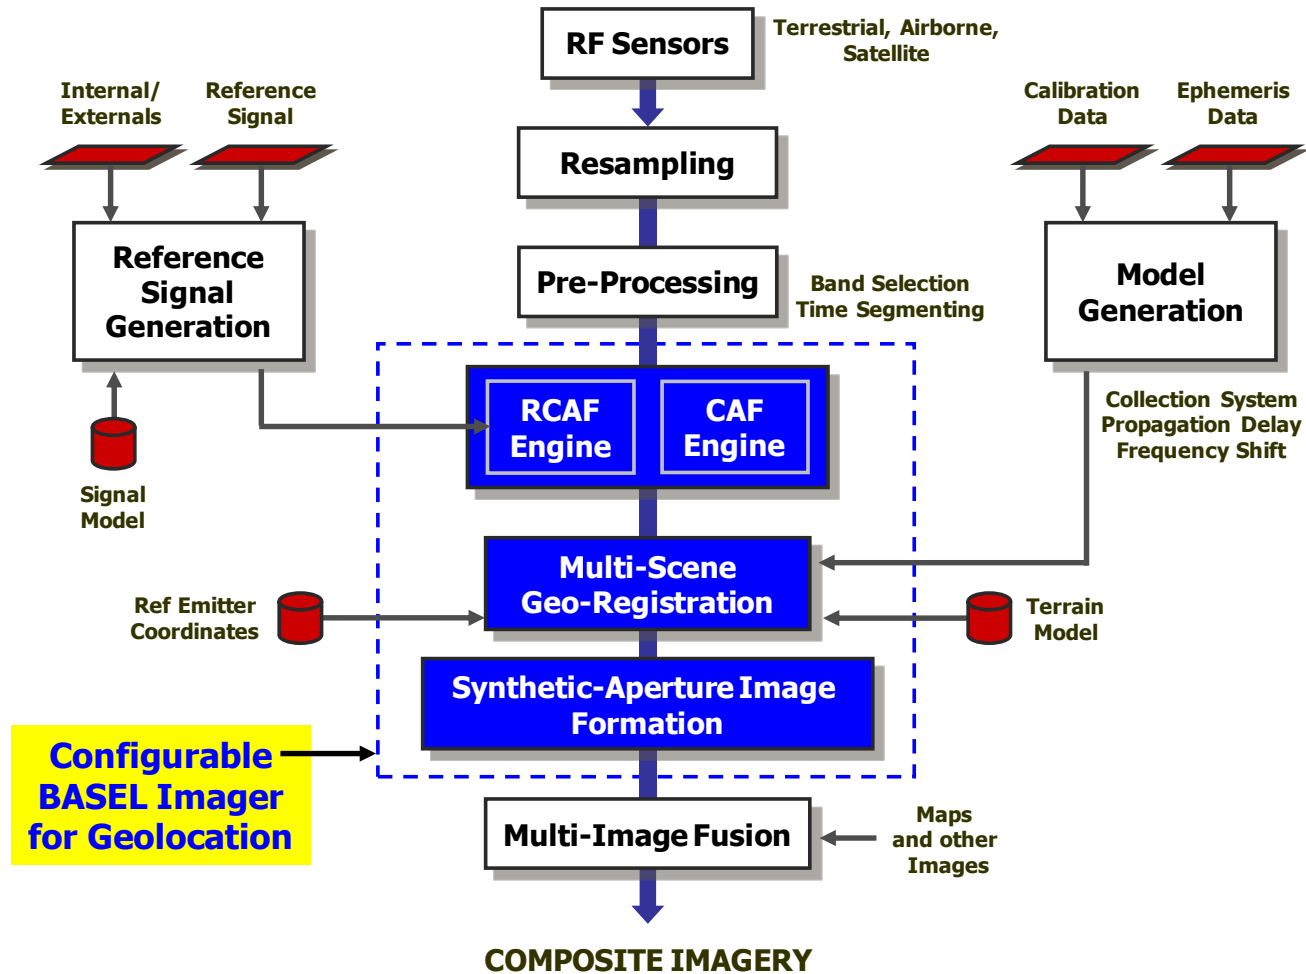 RF Sensors
Terrestrial, Airborne,
Satellite
Internal/
Externals
Reference
Signal
Calibration
Data
Ephemeris
Data
Resampling
Reference
Signal
Generation
Pre-Processing
Band Selection
Time Segmenting
Model
Generation
RCAF
Engine
CAF
Engine
Collection System
Propagation Delay
Frequency Shift
Signal
Model
Multi-Scene
Geo-Registration
Ref Emitter
Coordinates
Terrain
Model
Synthetic-Aperture Image
Formation
Configurable
BASEL Imager
for Geolocation
Multi-Image Fusion
Maps
and other
Images
COMPOSITE IMAGERY